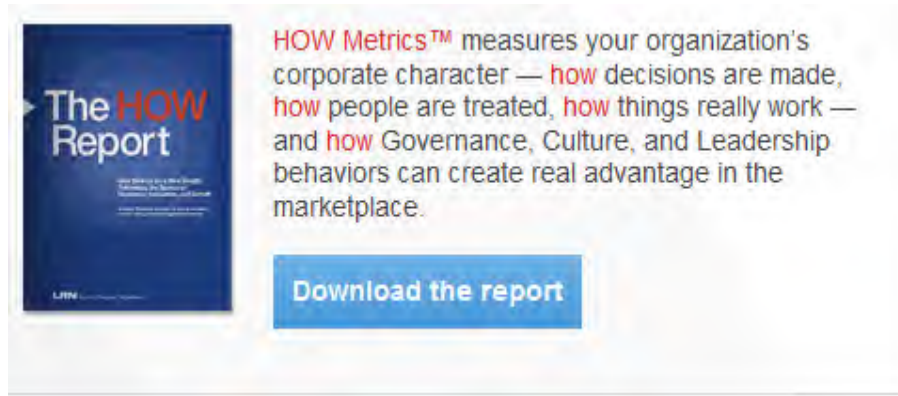 The HOW
Report
LRN
HOW Metrics™ measures your organization's
corporate character — how decisions are made,
how people are treated, how things really work —
and how Governance, Culture, and Leadership
behaviors can create real advantage in the
marketplace.
Download the report